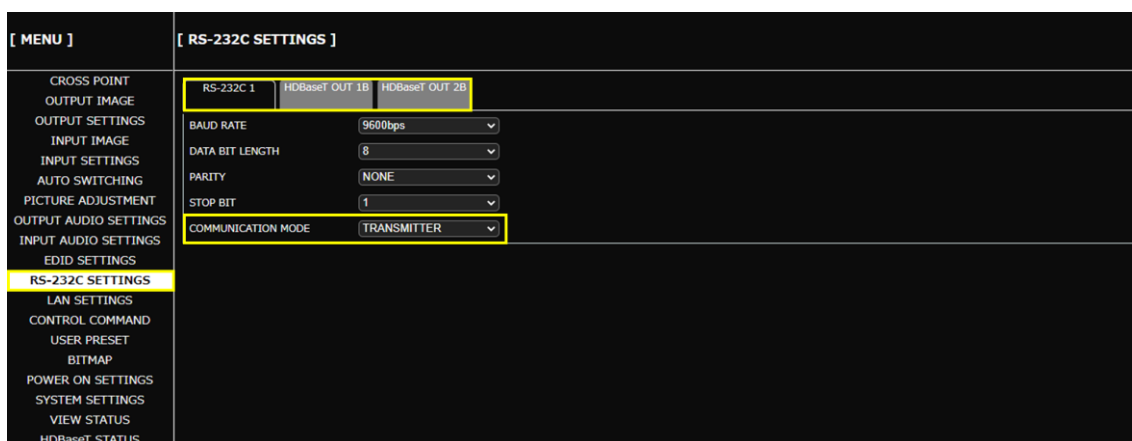 [ MENU ]
CROSS POINT
OUTPUT IMAGE
OUTPUT SETTINGS
INPUT IMAGE
INPUT SETTINGS
AUTO SWITCHING
PICTURE ADJUSTMENT
OUTPUT AUDIO SETTINGS
INPUT AUDIO SETTINGS
EDID SETTINGS
RS-232C SETTINGS
LAN SETTINGS
CONTROL COMMAND
USER PRESET
BITMAP
POWER ON SETTINGS
SYSTEM SETTINGS
VIEW STATUS
HDBaseT STATUS
[ RS-232C SETTINGS ]
RS-232C 1 HDBaseT OUT 1B HDBaseT OUT 2B
BAUD RATE 9600bps
DATA BIT LENGTH 8
PARITY NONE
STOP BIT 1
COMMUNICATION MODE TRANSMITTER